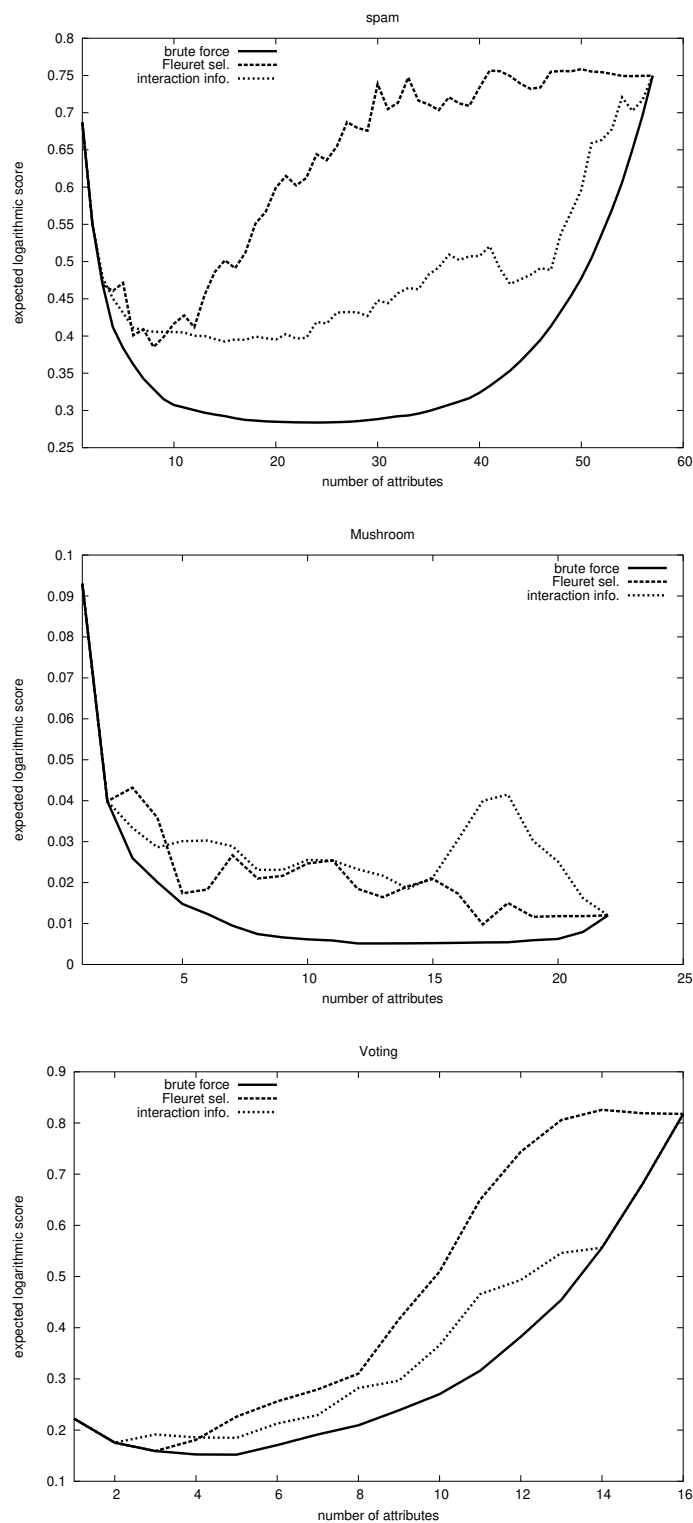 spam
0.8
brute force
Fleuret sel.
0.75
interaction info.
0.7
0.65
0.6
0.55
0.5
0.45
0.4
0.35
0.3
0.25
expected logarithmic score
10 20 30 40 50 60
number of attributes
Mushroom
0.1
brute force
Fleuret sel.
0.09
interaction info.
0.08
0.07
0.06
0.05
0.04
0.03
0.02
0.01
0
expected logarithmic score
5 10 15 20 25
number of attributes
Voting
0.9
brute force
Fleuret sel.
interaction info.
0.8
0.7
0.6
0.5
0.4
0.3
0.2
0.1
expected logarithmic score
2 4 6 8 10 12 14 16
number of attributes